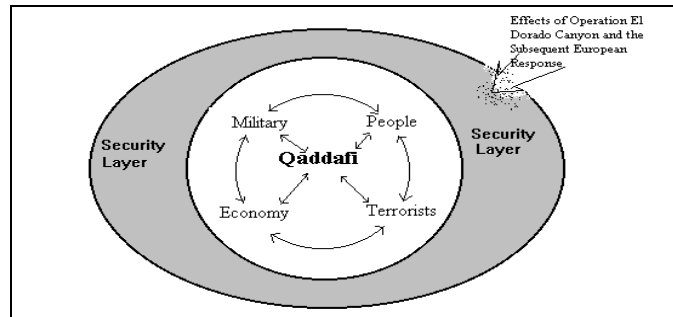 Effects of Operation El
Dorado Canyon and the
Subsequent European
Response
Military
People
Security
Layer
Security
Layer
Qaddafi
Economy
Terrorists